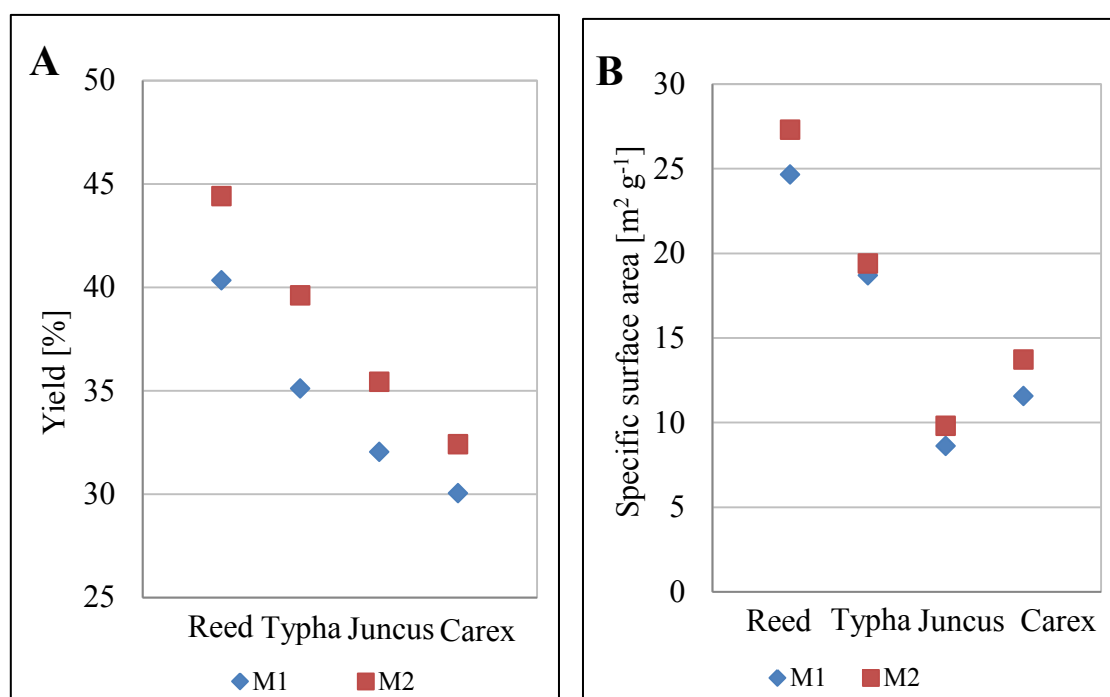 A
Yield [%]
50
45
40
35
30
25
Reed Typha Juncus Carex
M1 M2
B
Specific surface area [m² g⁻¹]
30
25
20
15
10
5
0
Reed Typha Juncus Carex
M1 M2